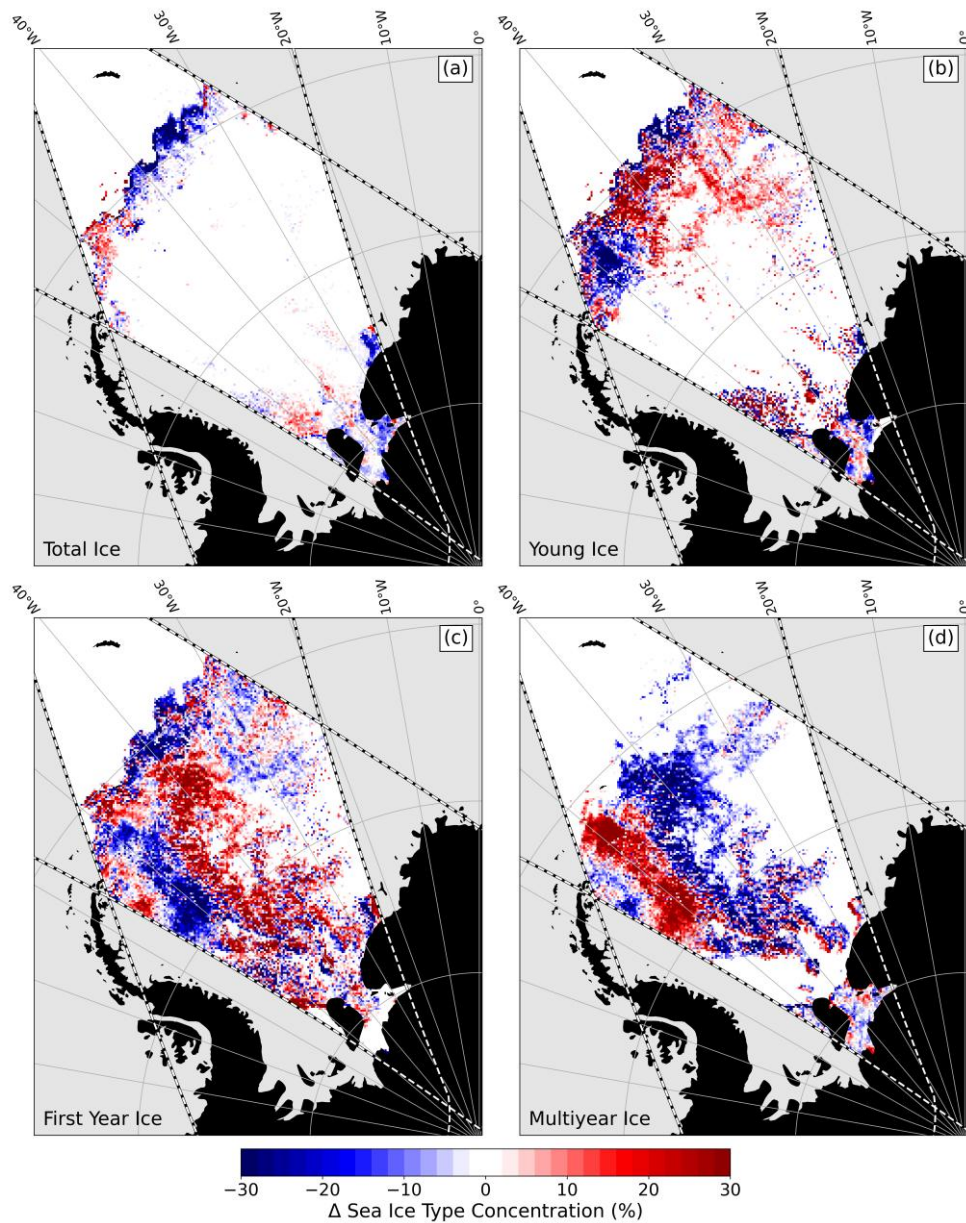 40°W 30°W 20°W 10°W 0° 40°W 30°W 20°W 10°W 0°
(a) (b)
Total Ice Young Ice
40°W 30°W 20°W 10°W 0° 40°W 30°W 20°W 10°W 0°
(c) (d)
First Year Ice Multiyear Ice
−30 −20 −10 0 10 20 30
Δ Sea Ice Type Concentration (%)